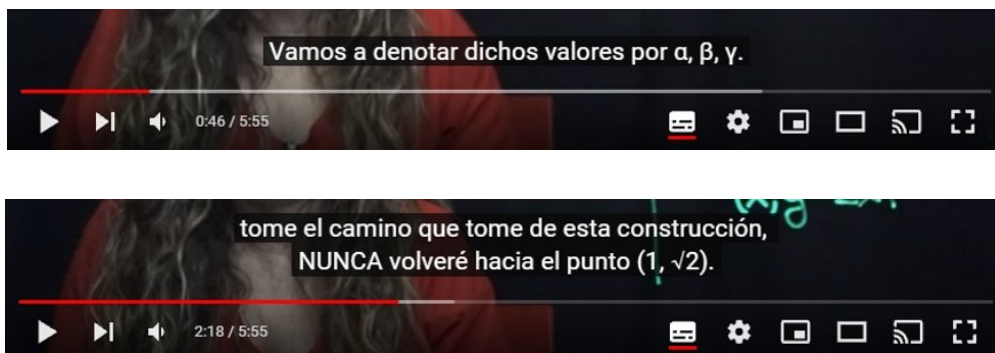 Vamos a denotar dichos valores por α, β, γ.
0:46 / 5:55
tome el camino que tome de esta construcción,
NUNCA volveré hacia el punto (1, √2).
2:18 / 5:55